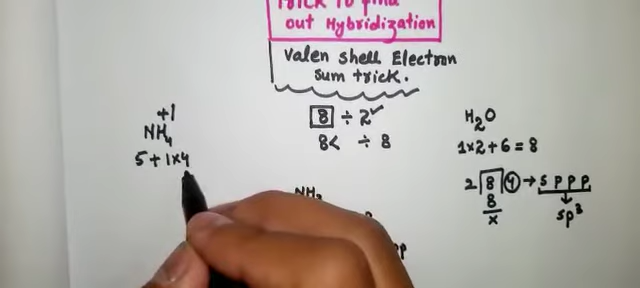 Trick to find
out Hybridization
Valen shell Electron
sum trick.
8 ÷ 2✓
8< ÷ 8
+1
NH4
5+1×4
H2O
1×2+6=8
2 8 4→s p p p
8
x
sp3
NH3